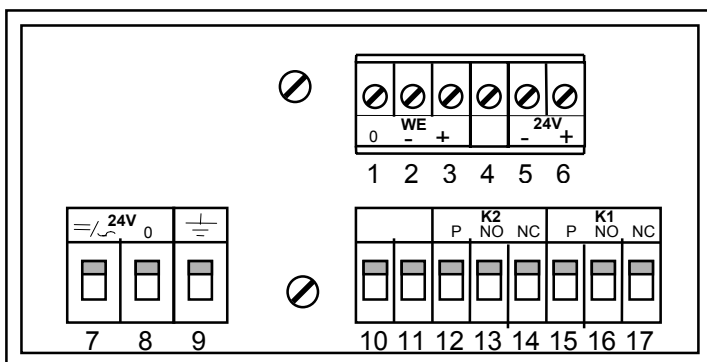 WE 24V
0 - + - +
1 2 3 4 5 6
24V K2 K1
=/~ 0 P NO NC P NO NC
7 8 9 10 11 12 13 14 15 16 17